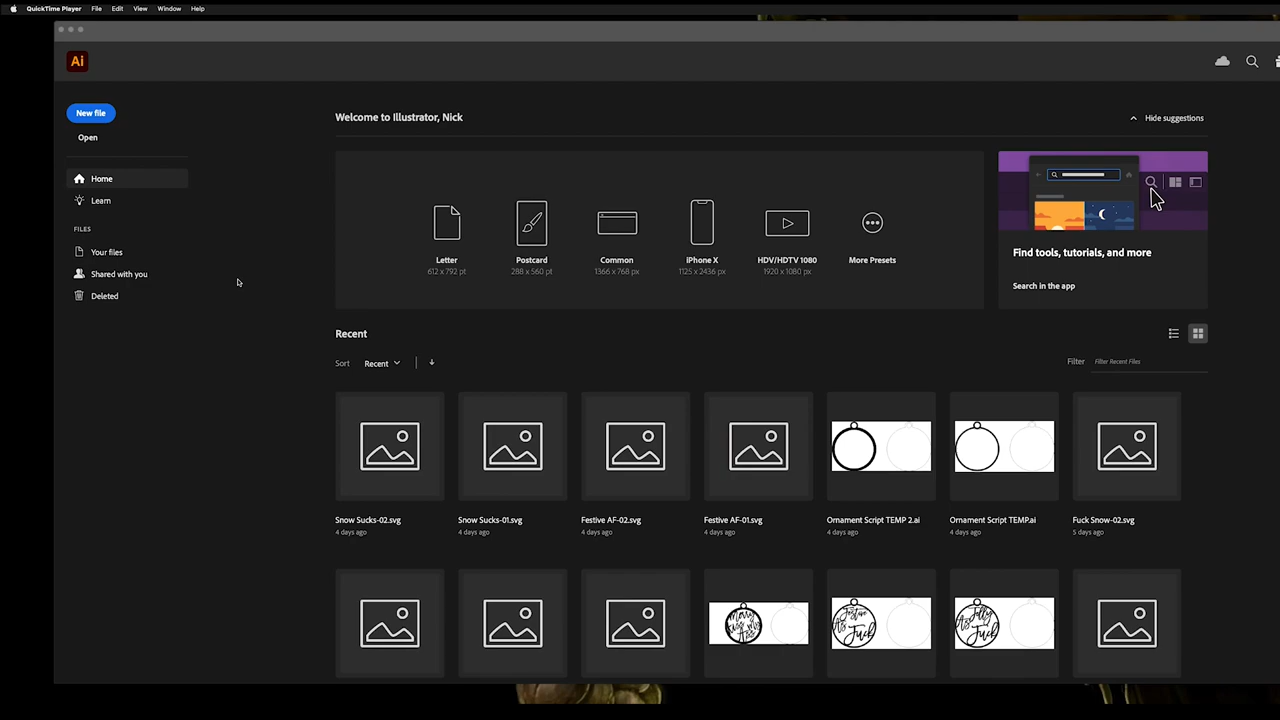 QuickTime Player File Edit View Window Help
Ai
New file
Open
Home
Learn
FILES
Your files
Shared with you
Deleted
Welcome to Illustrator, Nick
Hide suggestions
Letter
612 x 792 pt
Postcard
288 x 560 pt
Common
1366 x 768 px
iPhone X
1125 x 2436 px
HDV/HDTV 1080
1920 x 1080 px
More Presets
Find tools, tutorials, and more
Search in the app
Recent
Sort Recent
Filter Filter Recent Files
Snow Sucks-02.svg
4 days ago
Snow Sucks-01.svg
4 days ago
Festive AF-02.svg
4 days ago
Festive AF-01.svg
4 days ago
Ornament Script TEMP 2.ai
4 days ago
Ornament Script TEMP.ai
4 days ago
Fuck Snow-02.svg
5 days ago
Festive
As
Fuck
Jolly
As
Fuck